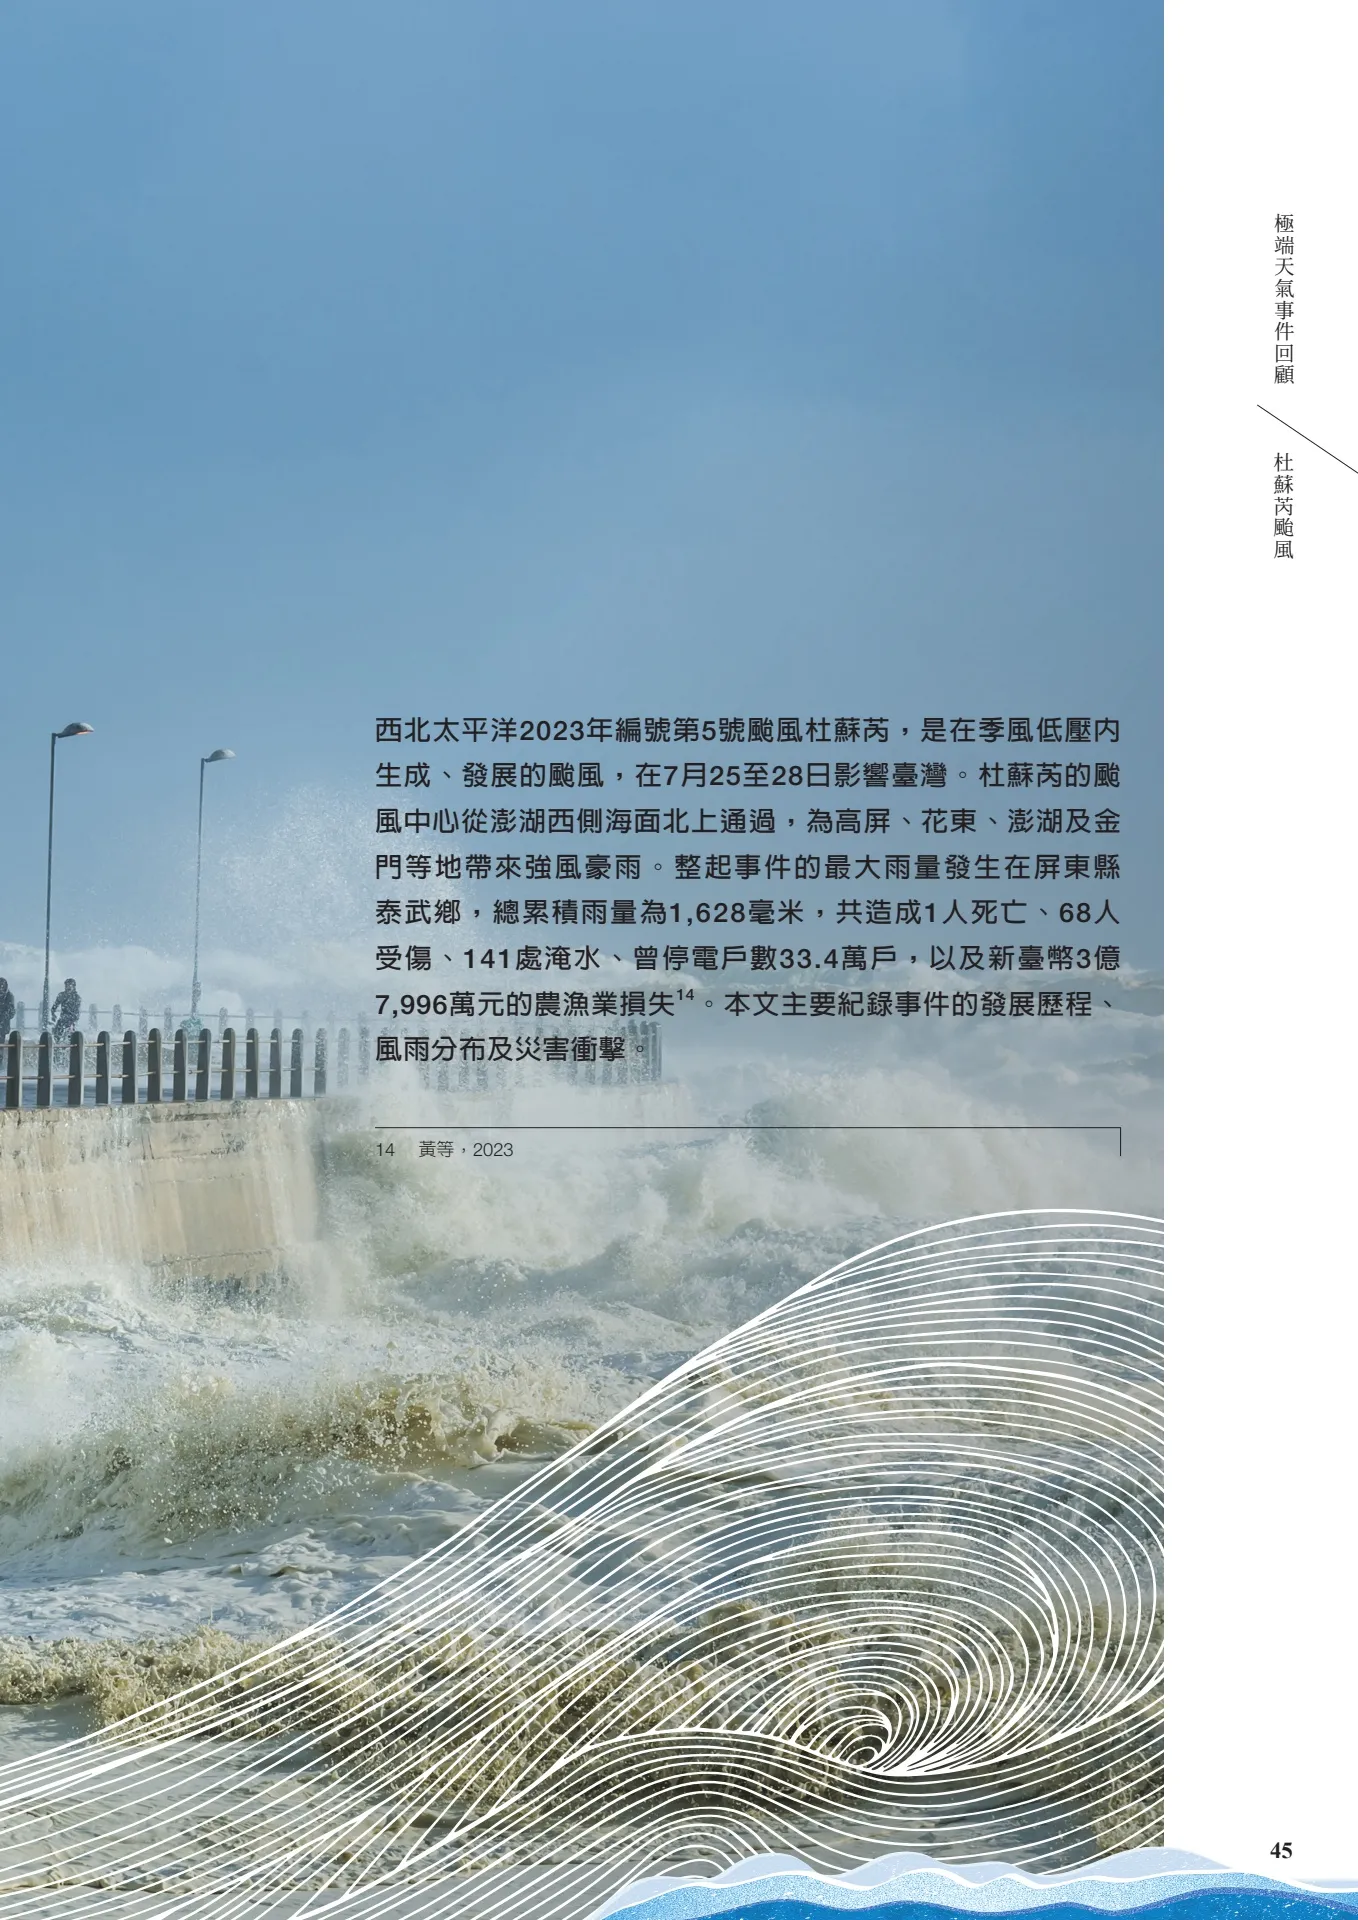 極端天氣事件回顧
杜蘇芮颱風
西北太平洋2023年編號第5號颱風杜蘇芮，是在季風低壓內
生成、發展的颱風，在7月25至28日影響臺灣。杜蘇芮的颱
風中心從澎湖西側海面北上通過，為高屏、花東、澎湖及金
門等地帶來強風豪雨。整起事件的最大雨量發生在屏東縣
泰武鄉，總累積雨量為1,628毫米，共造成1人死亡、68人
受傷、141處淹水、曾停電戶數33.4萬戶，以及新臺幣3億
7,996萬元的農漁業損失14。本文主要紀錄事件的發展歷程、
風雨分布及災害衝擊。
14 黃等，2023
45